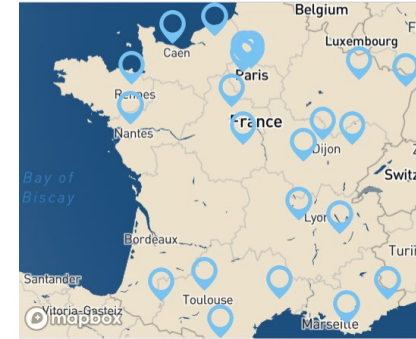 Belgium
Luxembourg
Caen
Paris
Rennes
France
Nantes
Dijon
Bay of
Biscay
Switz
Lyon
Bordeaux
Turi
Santander
Toulouse
Vitoria-Gasteiz
mapbox
Marseille